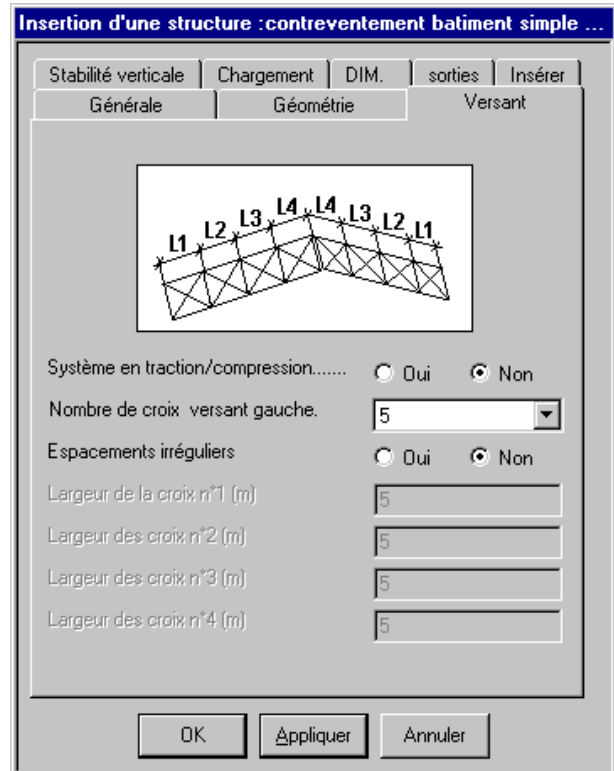 Insertion d'une structure :contreventement batiment simple ...
Stabilité verticale Chargement DIM. sorties Insérer
Générale Géométrie Versant
L1 L2 L3 L4 L4 L3 L2 L1
Système en traction/compression....... Oui Non
Nombre de croix versant gauche. 5
Espacements irréguliers Oui Non
Largeur de la croix n°1 (m) 5
Largeur des croix n°2 (m) 5
Largeur des croix n°3 (m) 5
Largeur des croix n°4 (m) 5
OK Appliquer Annuler